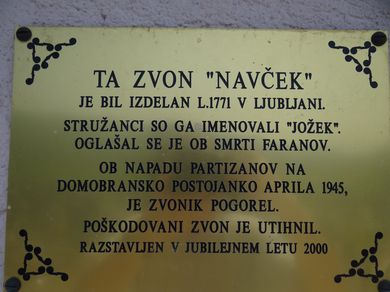 TA ZVON "NAVČEK"
JE BIL IZDELAN L.1771 V LJUBLJANI.
STRUŽANCI SO GA IMENOVALI "JOŽEK".
OGLAŠAL SE JE OB SMRTI FARANOV.
OB NAPADU PARTIZANOV NA
DOMOBRANSKO POSTOJANKO APRILA 1945,
JE ZVONIK POGOREL.
POŠKODOVANI ZVON JE UTIHNIL.
RAZSTAVLJEN V JUBILEJNEM LETU 2000